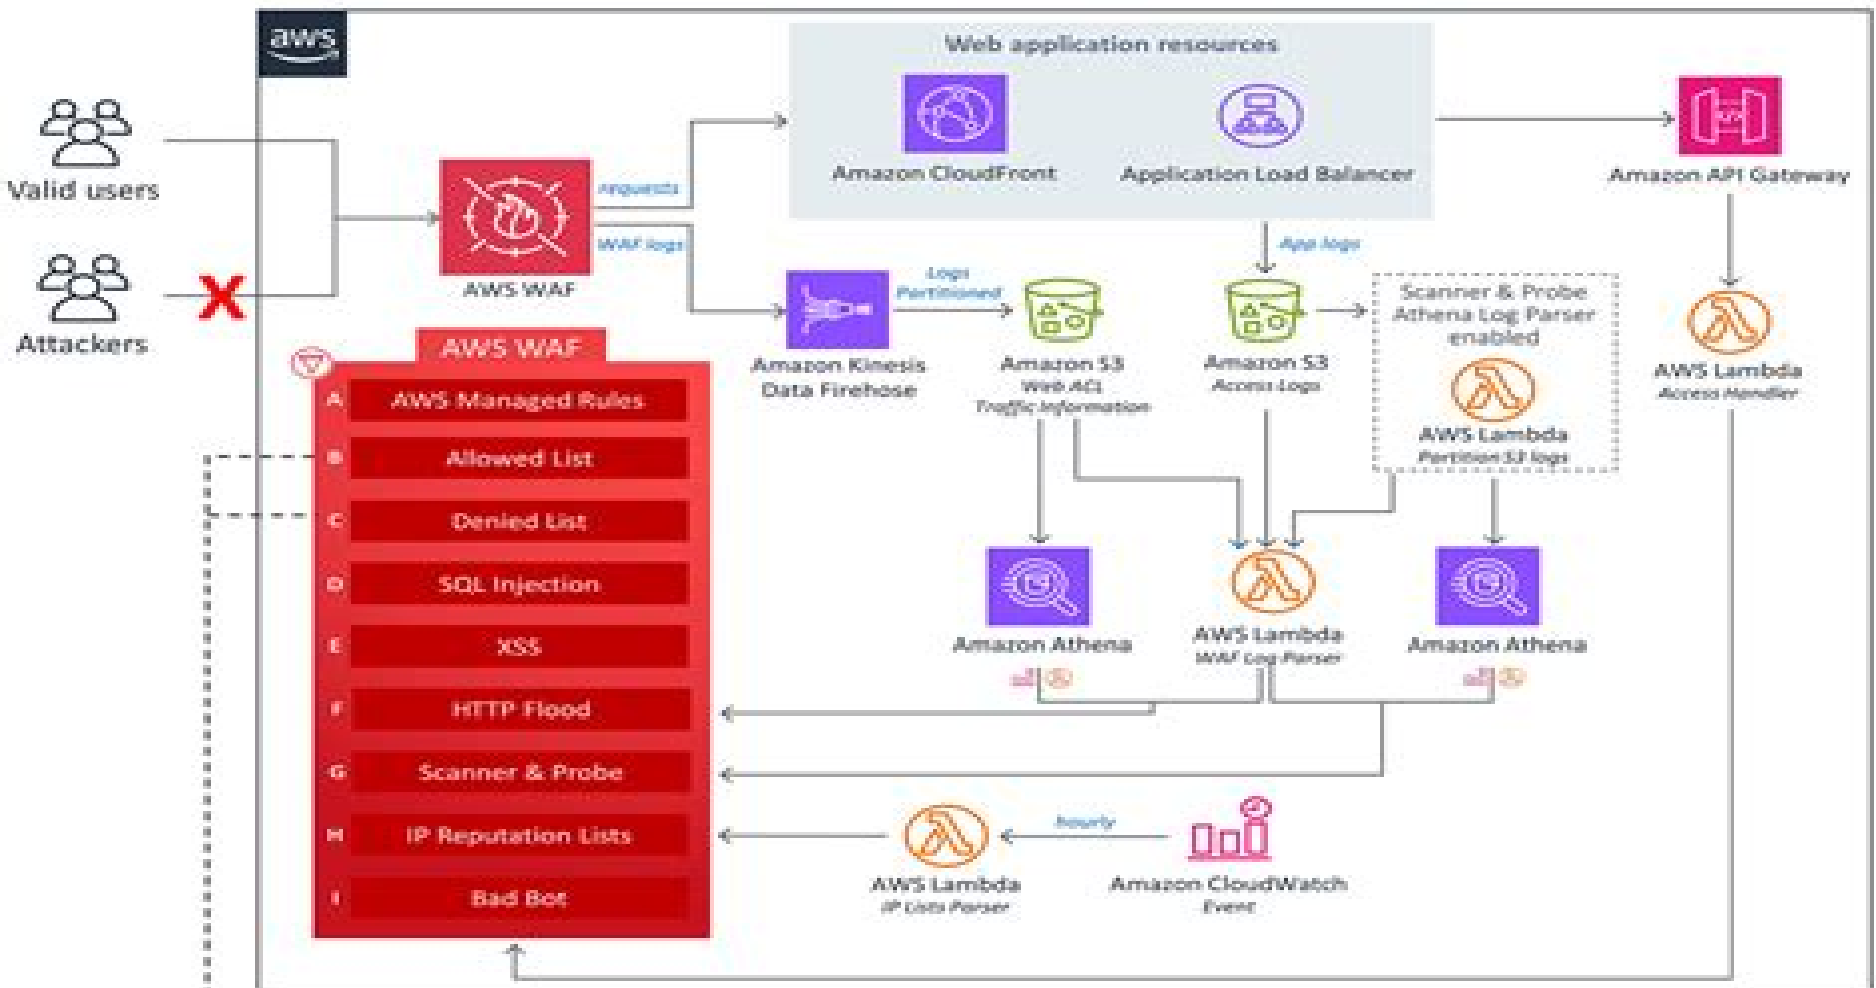 aws
Web application resources
Amazon CloudFront
Application Load Balancer
Amazon API Gateway
Valid users
Attackers
X
requests
WAF logs
AWS WAF
Logs
Partitioned
App logs
Amazon Kinesis
Data Firehose
Amazon S3
Web ACL
Traffic Information
Amazon S3
Access Logs
Scanner & Probe
Athena Log Parser
enabled
AWS Lambda
Partition S3 logs
AWS Lambda
Access Handler
AWS WAF
A AWS Managed Rules
B Allowed List
C Denied List
D SQL Injection
E XSS
F HTTP Flood
G Scanner & Probe
H IP Reputation Lists
I Bad Bot
Amazon Athena
AWS Lambda
WAF Log Parser
Amazon Athena
hourly
AWS Lambda
IP Lists Parser
Amazon CloudWatch
Event